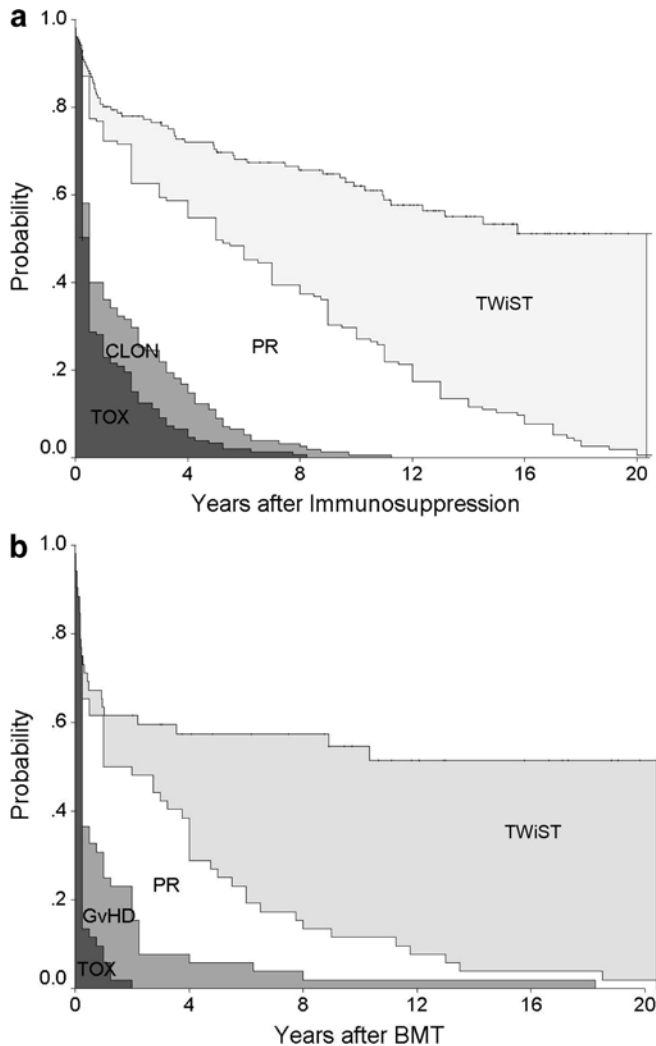 a
1.0
.8
.6
.4
.2
0.0
Probability
TWiST
PR
CLON
TOX
0 4 8 12 16 20
Years after Immunosuppression
b
1.0
.8
.6
.4
.2
0.0
Probability
TWiST
PR
GvHD
TOX
0 4 8 12 16 20
Years after BMT